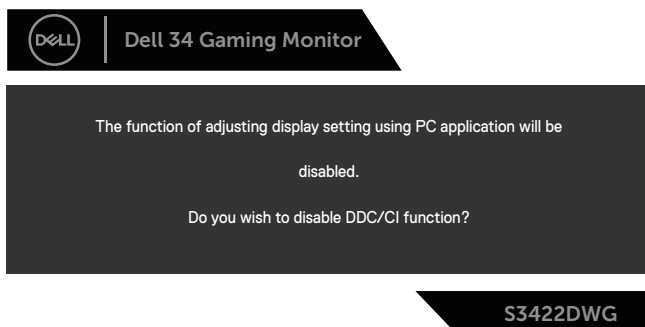 DELL
Dell 34 Gaming Monitor
The function of adjusting display setting using PC application will be
disabled.
Do you wish to disable DDC/CI function?
S3422DWG